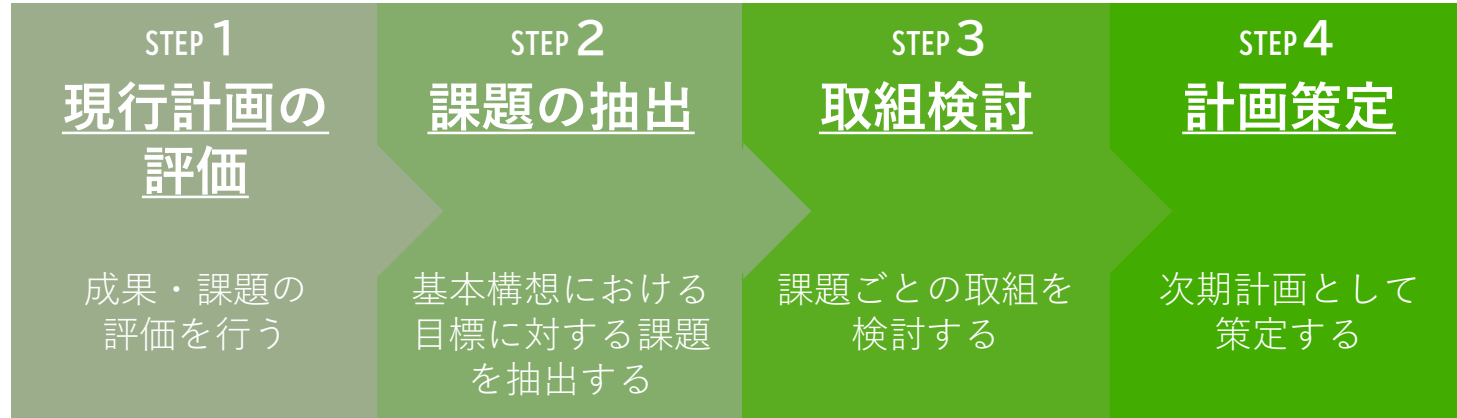 STEP 1
現行計画の
評価
成果・課題の
評価を行う
STEP 2
課題の抽出
基本構想における
目標に対する課題
を抽出する
STEP 3
取組検討
課題ごとの取組を
検討する
STEP 4
計画策定
次期計画として
策定する